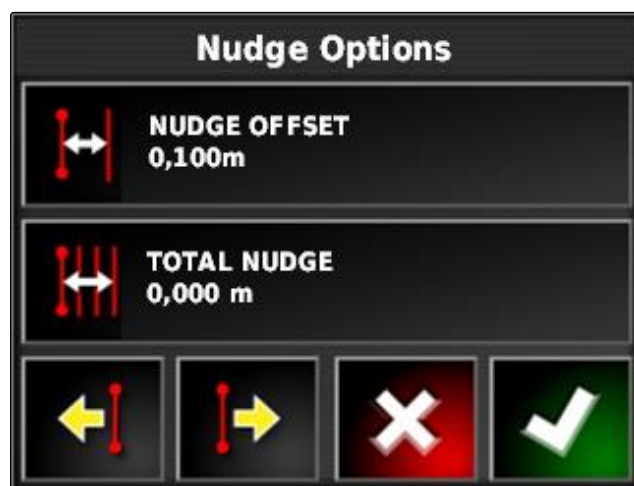 Nudge Options
NUDGE OFFSET
0,100m
TOTAL NUDGE
0,000 m